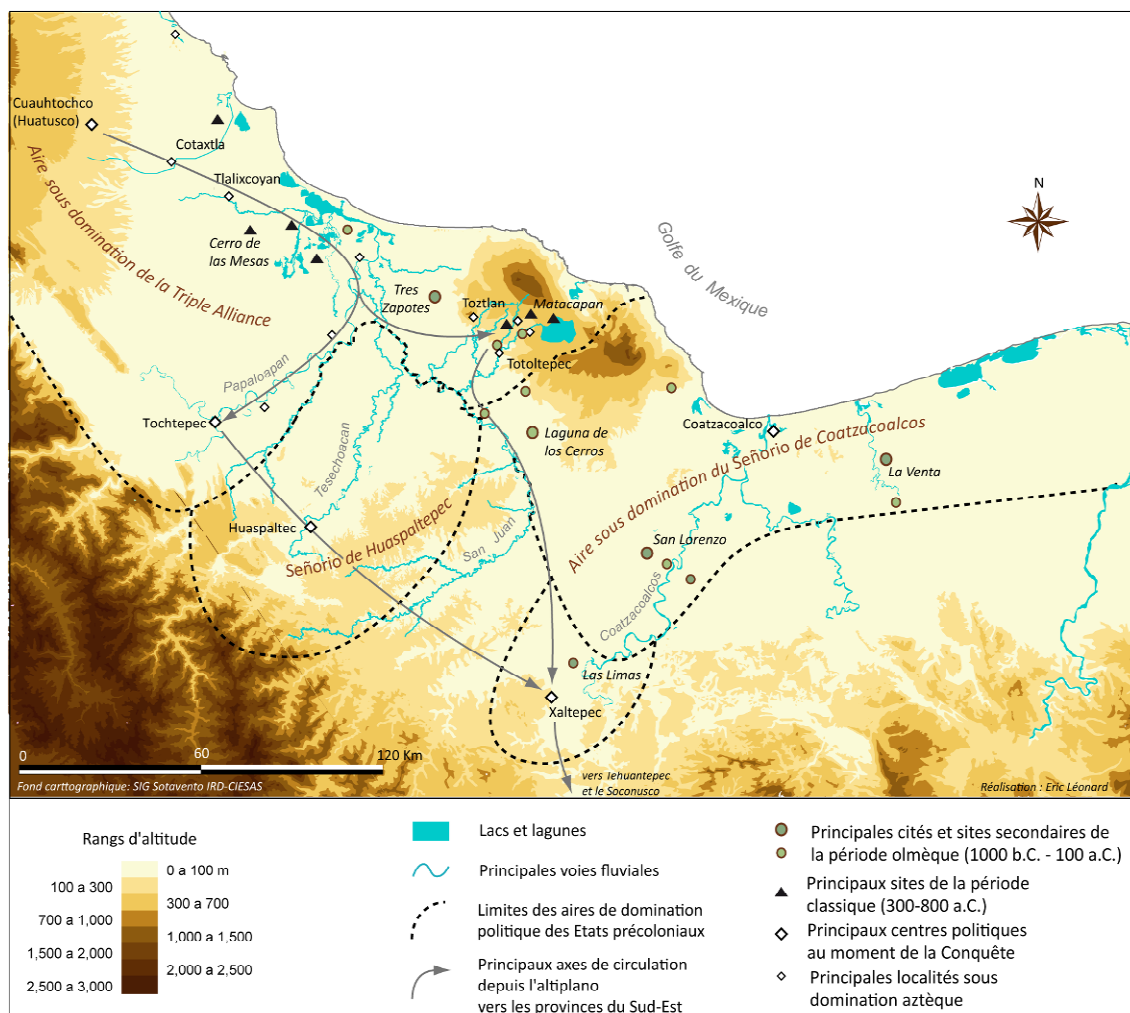 Cuauhtochco
(Huatusco)
Cotaxtla
Tlalixcoyan
Aire sous domination de la Triple Alliance
Cerro de
las Mesas
Tres
Zapotes
Toztlan
Matacapan
Totoltepec
Golfe du Mexique
N
Papaloapan
Tochtepec
Tesechoacan
Laguna de
los Cerros
Coatzacoalco
La Venta
Aire sous domination du Señorio de Coatzacoalcos
Huaspaltec
Señorio de Huaspaltepec
San Juan
San Lorenzo
Coatzacoalcos
Las Limas
Xaltepec
0 60 120 Km
vers Tehuantepec
et le Soconusco
Fond carttographique: SIG Sotavento IRD-CIESAS
Réalisation : Eric Léonard
Rangs d'altitude
0 a 100 m
100 a 300
300 a 700
700 a 1,000
1,000 a 1,500
1,500 a 2,000
2,000 a 2,500
2,500 a 3,000
Lacs et lagunes
Principales voies fluviales
Limites des aires de domination
politique des Etats précoloniaux
Principaux axes de circulation
depuis l'altiplano
vers les provinces du Sud-Est
Principales cités et sites secondaires de
la période olmèque (1000 b.C. - 100 a.C.)
Principaux sites de la période
classique (300-800 a.C.)
Principaux centres politiques
au moment de la Conquête
Principales localités sous
domination aztèque